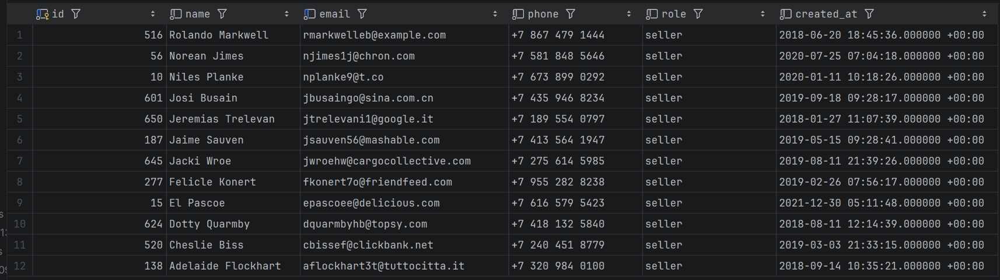 id name email phone role created_at
1 516 Rolando Markwell rmarkwelleb@example.com +7 867 479 1444 seller 2018-06-20 18:45:36.000000 +00:00
2 56 Norean Jimes njimes1j@chron.com +7 581 848 5646 seller 2020-07-25 07:04:18.000000 +00:00
3 10 Niles Planke nplanke9@t.co +7 673 899 0292 seller 2020-01-11 10:18:26.000000 +00:00
4 601 Josi Busain jbusaingo@sina.com.cn +7 435 946 8234 seller 2019-09-18 09:28:17.000000 +00:00
5 650 Jeremias Trelevan jtrelevani1@google.it +7 189 554 0797 seller 2018-01-27 11:07:39.000000 +00:00
6 187 Jaime Sauven jsauven56@mashable.com +7 413 564 1947 seller 2019-05-15 09:28:41.000000 +00:00
7 645 Jacki Wroe jwroehw@cargocollective.com +7 275 614 5985 seller 2019-08-11 21:39:26.000000 +00:00
8 277 Felicle Konert fkonert7o@friendfeed.com +7 955 282 8238 seller 2019-02-26 07:56:17.000000 +00:00
9 15 El Pascoe epascoee@delicious.com +7 616 579 5423 seller 2021-12-30 05:11:48.000000 +00:00
10 624 Dotty Quarmby dquarmbyhb@topsy.com +7 418 132 5840 seller 2018-08-11 12:14:39.000000 +00:00
11 520 Cheslie Biss cbissef@clickbank.net +7 240 451 8779 seller 2019-03-03 21:33:15.000000 +00:00
12 138 Adelaide Flockhart aflockhart3t@tuttocitta.it +7 320 984 0100 seller 2018-09-14 10:35:21.000000 +00:00